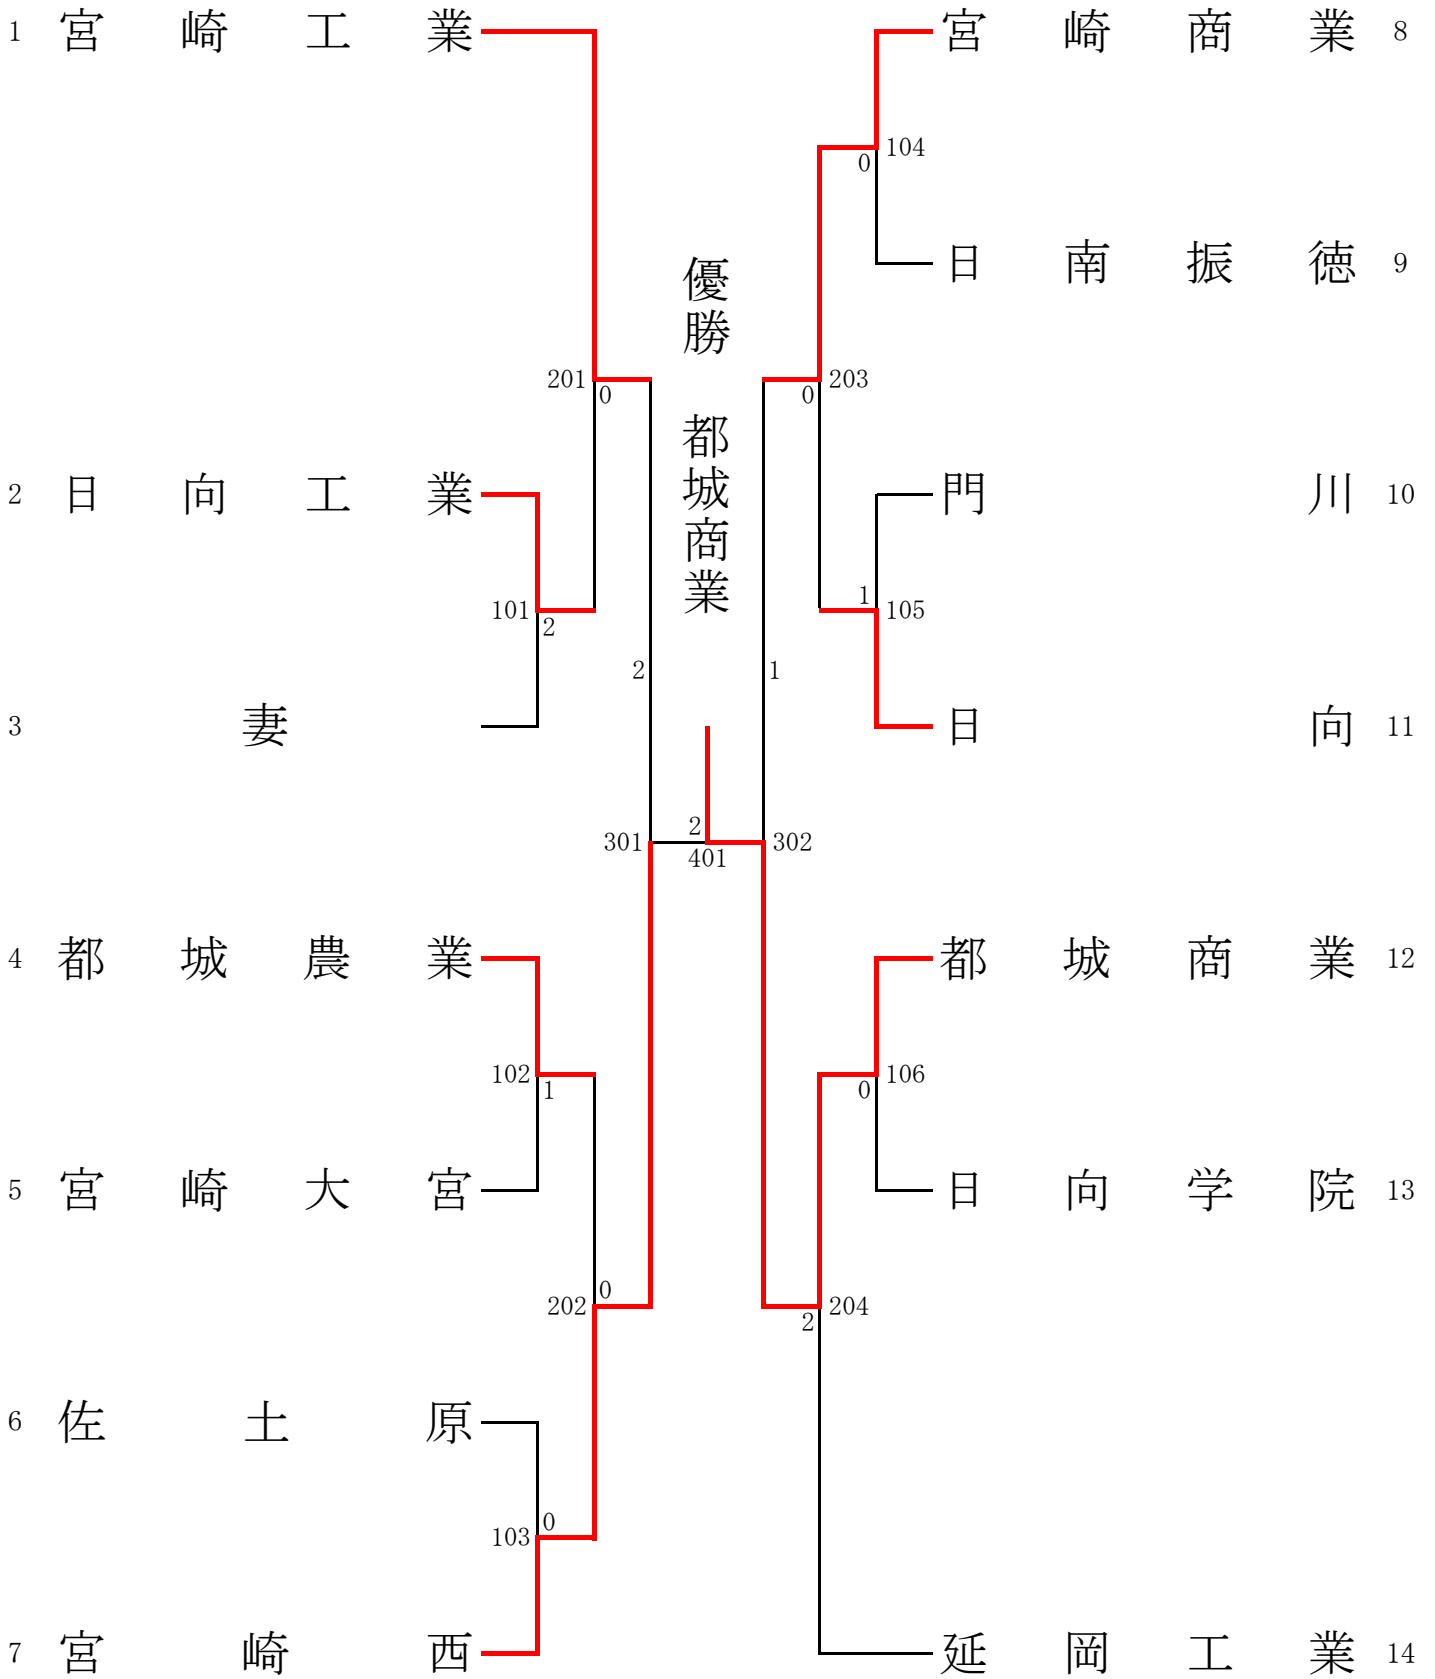 1 宮崎工業
宮崎商業 8
104
0
日南振徳 9
優勝 都城商業
201
0
203
0
2 日向工業
門川 10
101
2
1
105
2
1
3 妻
日向 11
301
2
401
302
4 都城農業
都城商業 12
102
1
106
0
5 宮崎大宮
日向学院 13
202
0
204
2
6 佐土原
103
0
7 宮崎西
延岡工業 14